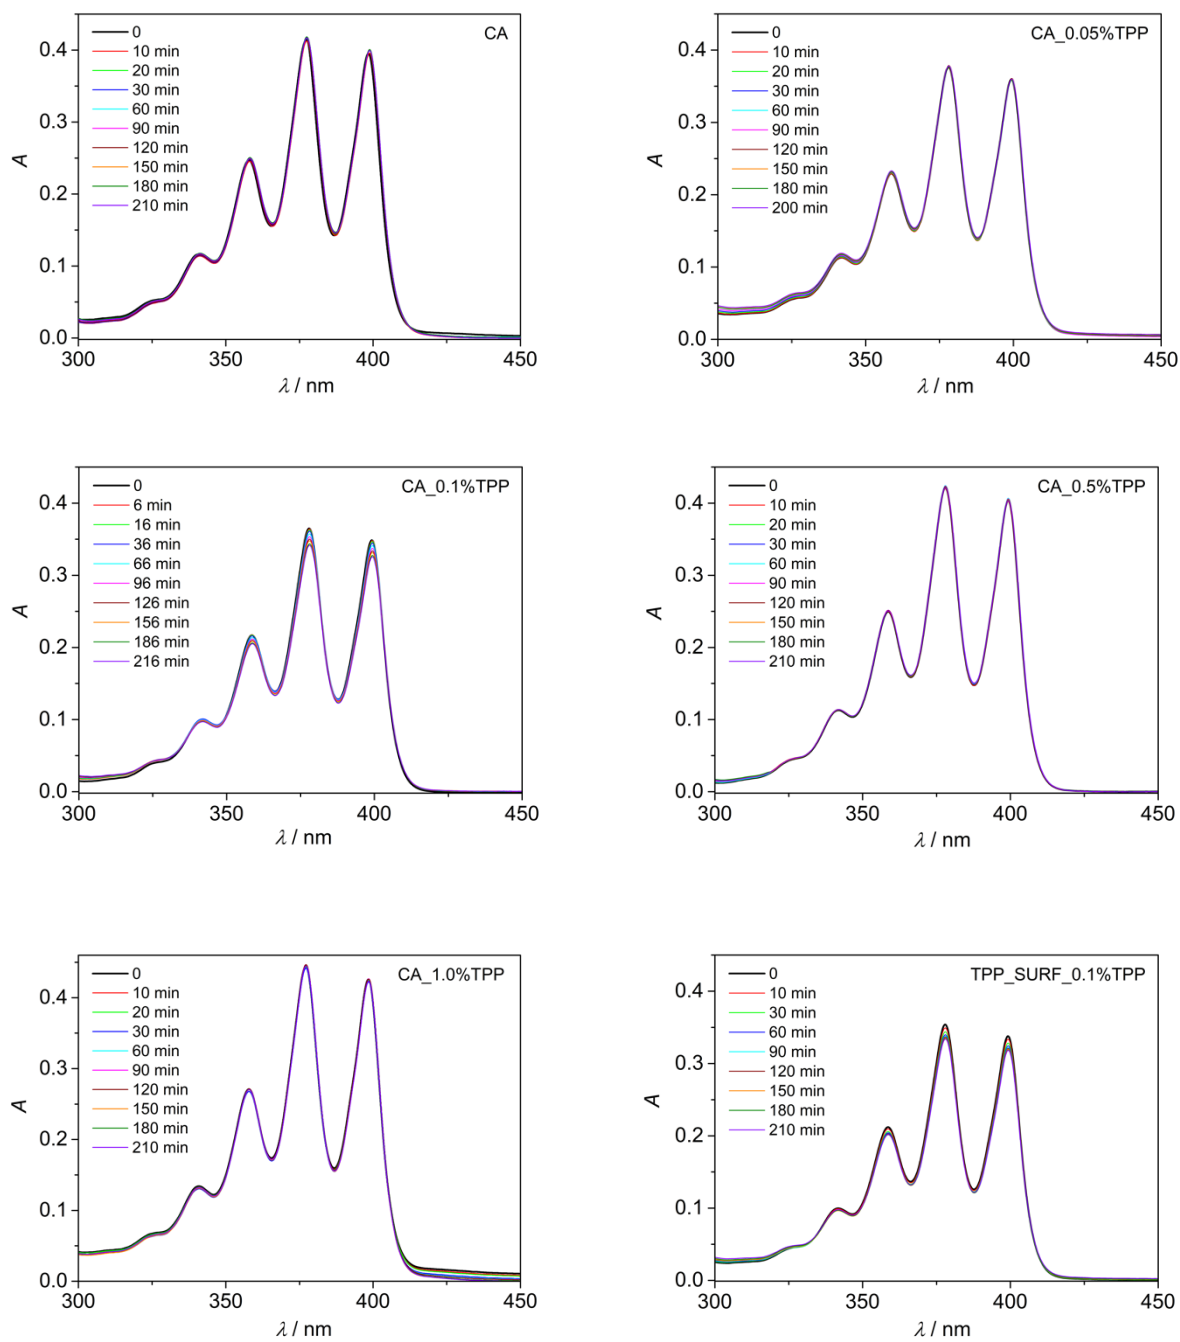 CA
0
10 min
20 min
30 min
60 min
90 min
120 min
150 min
180 min
210 min
A
0.4
0.3
0.2
0.1
0.0
300
350
400
450
λ / nm
CA_0.05%TPP
0
10 min
20 min
30 min
60 min
90 min
120 min
150 min
180 min
200 min
A
0.4
0.3
0.2
0.1
0.0
300
350
400
450
λ / nm
CA_0.1%TPP
0
6 min
16 min
36 min
66 min
96 min
126 min
156 min
186 min
216 min
A
0.4
0.3
0.2
0.1
0.0
300
350
400
450
λ / nm
CA_0.5%TPP
0
10 min
20 min
30 min
60 min
90 min
120 min
150 min
180 min
210 min
A
0.4
0.3
0.2
0.1
0.0
300
350
400
450
λ / nm
CA_1.0%TPP
0
10 min
20 min
30 min
60 min
90 min
120 min
150 min
180 min
210 min
A
0.4
0.3
0.2
0.1
0.0
300
350
400
450
λ / nm
TPP_SURF_0.1%TPP
0
10 min
30 min
60 min
90 min
120 min
150 min
180 min
210 min
A
0.4
0.3
0.2
0.1
0.0
300
350
400
450
λ / nm